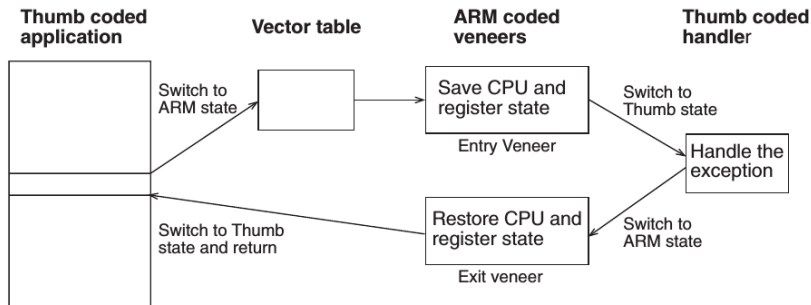 Thumb coded
application
Vector table
ARM coded
veneers
Thumb coded
handler
Switch to
ARM state
Save CPU and
register state
Entry Veneer
Switch to
Thumb state
Handle the
exception
Switch to
ARM state
Restore CPU and
register state
Exit veneer
Switch to Thumb
state and return